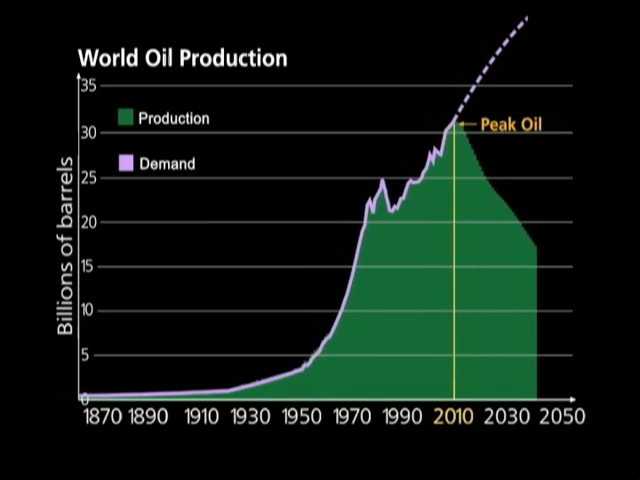 World Oil Production
35
Production
30
Peak Oil
Demand
25
20
15
10
5
0
Billions of barrels
1870 1890 1910 1930 1950 1970 1990 2010 2030 2050